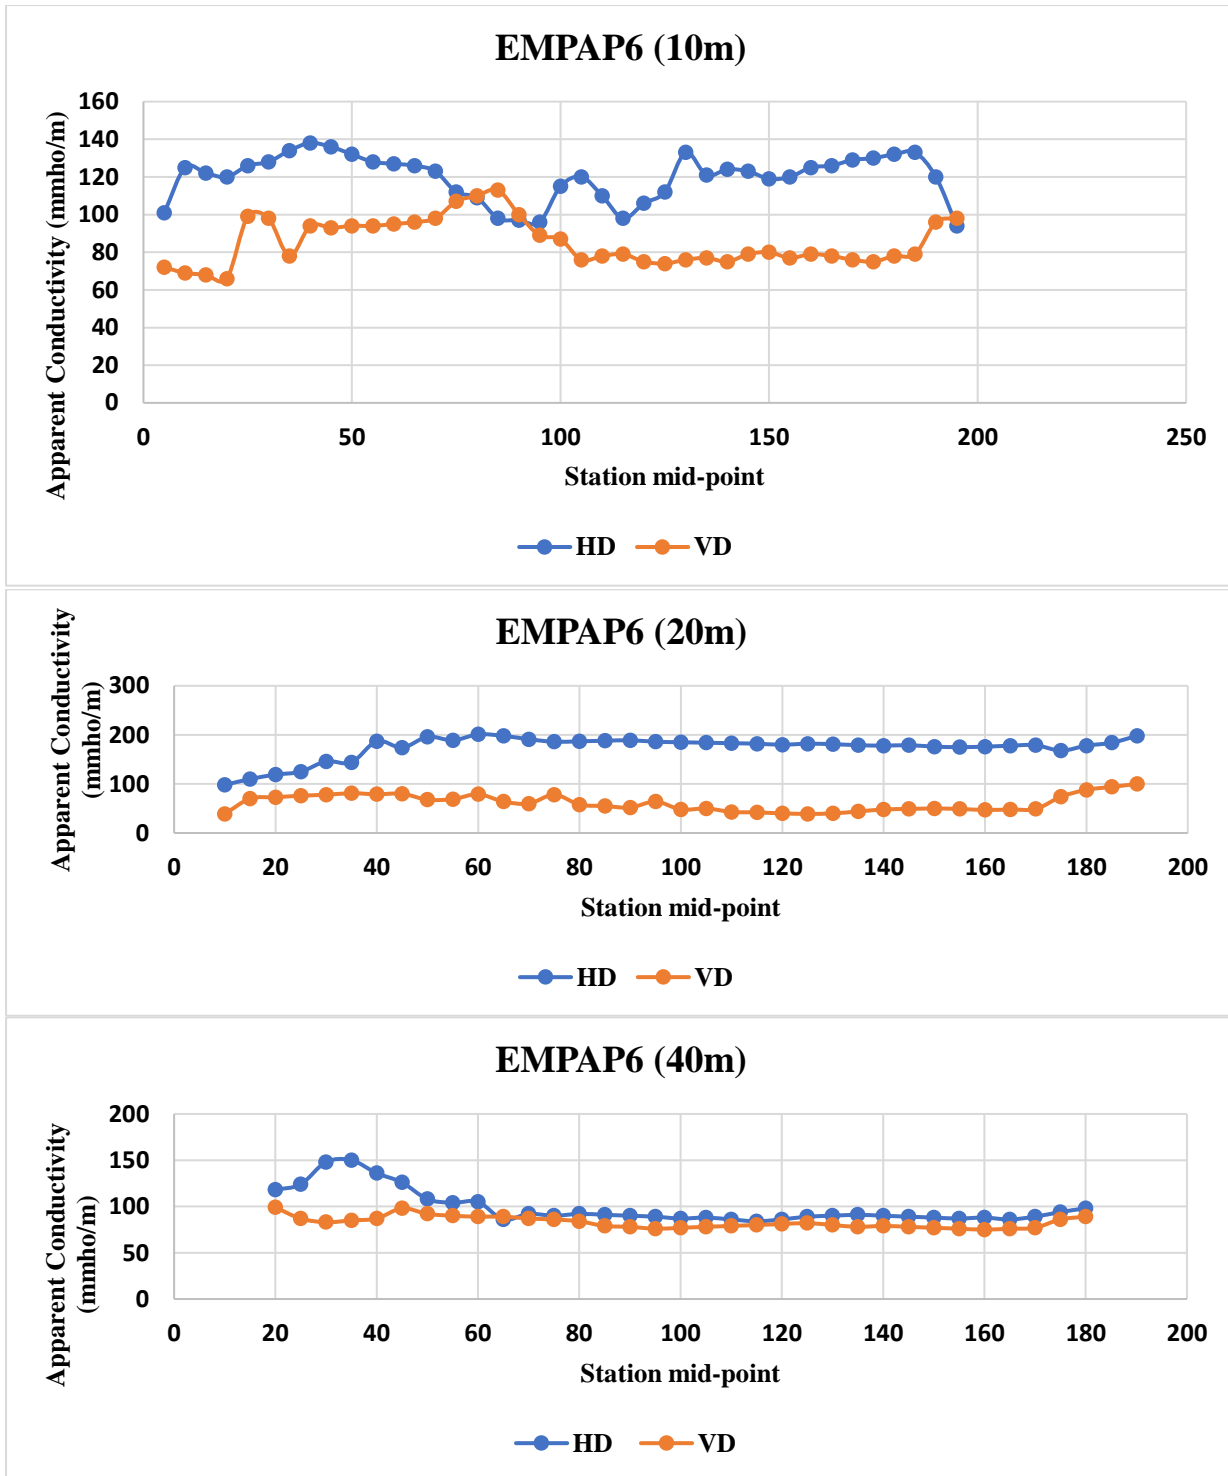 EMPAP6 (10m)
Apparent Conductivity (mmho/m)
160
140
120
100
80
60
40
20
0
0 50 100 150 200 250
Station mid-point
HD VD
EMPAP6 (20m)
Apparent Conductivity
(mmho/m)
300
200
100
0
0 20 40 60 80 100 120 140 160 180 200
Station mid-point
HD VD
EMPAP6 (40m)
Apparent Conductivity
(mmho/m)
200
150
100
50
0
0 20 40 60 80 100 120 140 160 180 200
Station mid-point
HD VD